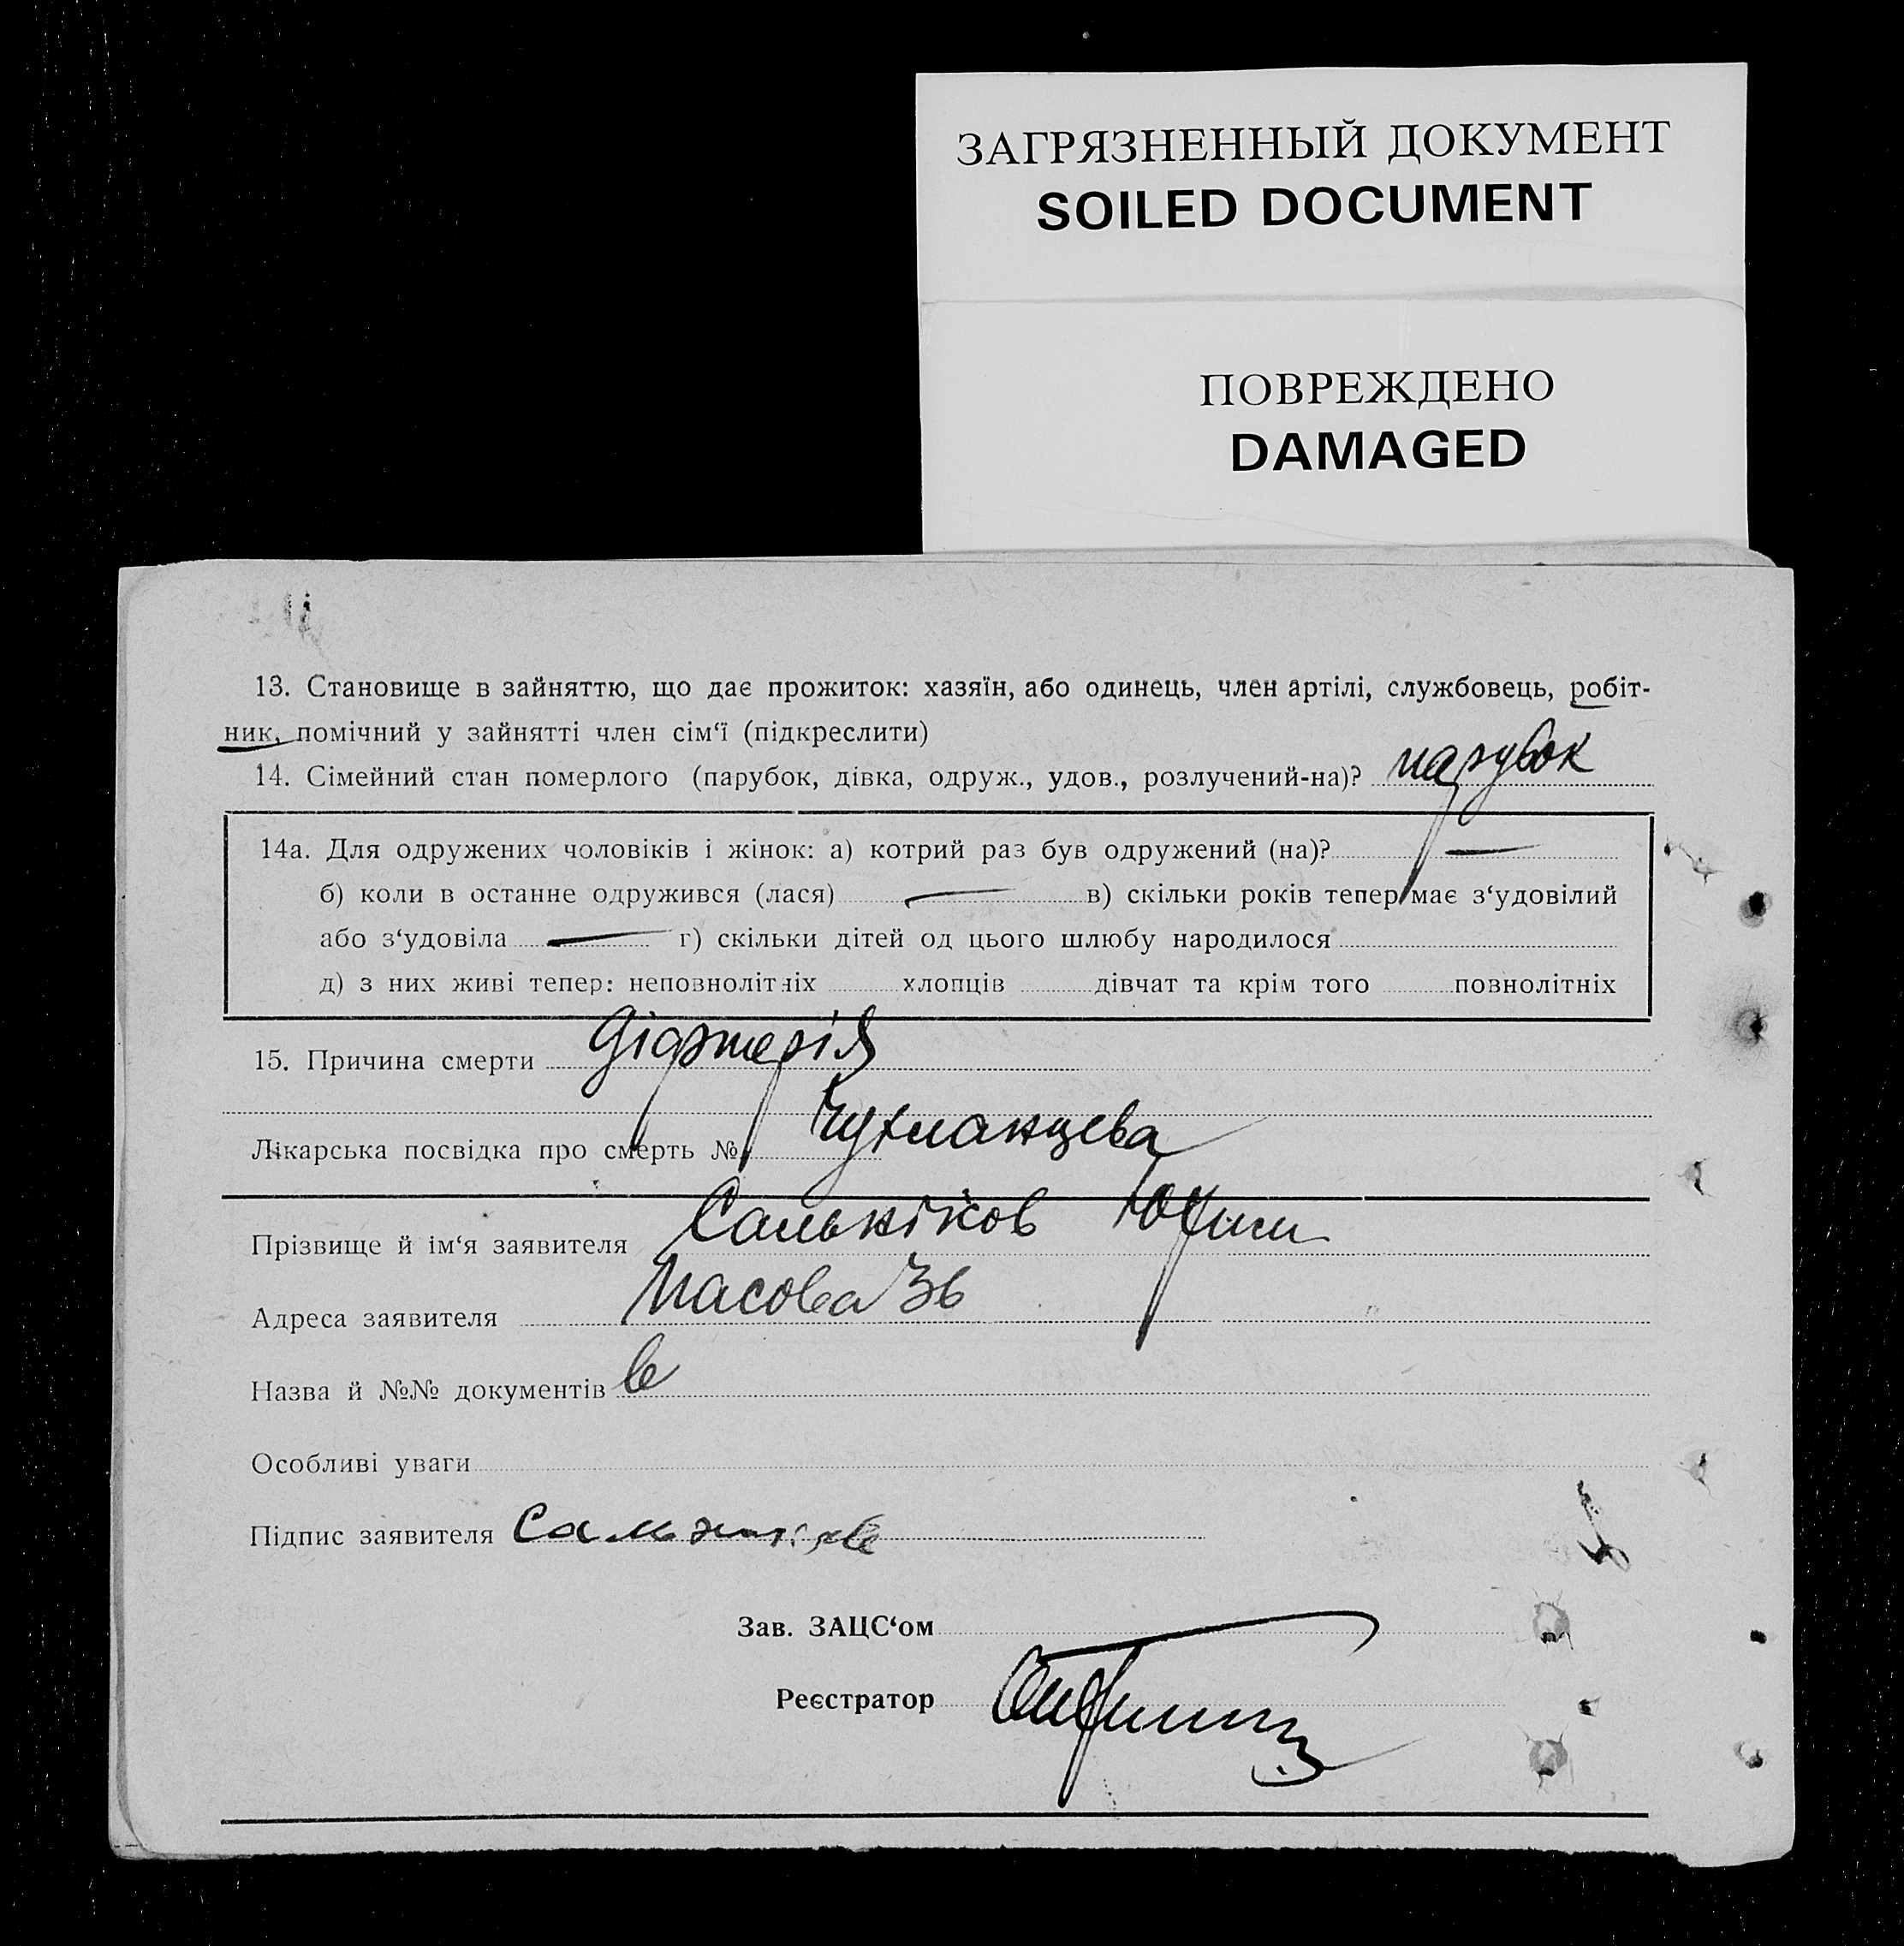 ЗАГРЯЗНЕННЫЙ ДОКУМЕНТ
SOILED DOCUMENT
ПОВРЕЖДЕНО
DAMAGED
13. Становище в зайняттю, що дає прожиток: хазяїн, або одинець, член артілі, службовець, робіт-
ник, помічний у зайнятті член сім‘ї (підкреслити)
14. Сімейний стан померлого (парубок, дівка, одруж., удов., розлучений-на)? парубок
14а. Для одружених чоловіків і жінок: а) котрий раз був одружений (на)? —
б) коли в останнє одружився (лася) — в) скільки років тепер має з‘удовілий
або з‘удовіла — г) скільки дітей од цього шлюбу народилося
д) з них живі тепер: неповнолітніх хлопців дівчат та крім того повнолітніх
15. Причина смерти Діфтерія
Лікарська посвідка про смерть №
Прізвище й ім‘я заявителя Сальніков
Адреса заявителя Масова 36
Назва й №№ документів
Особливі уваги
Підпис заявителя
Зав. ЗАЦС‘ом
Реєстратор